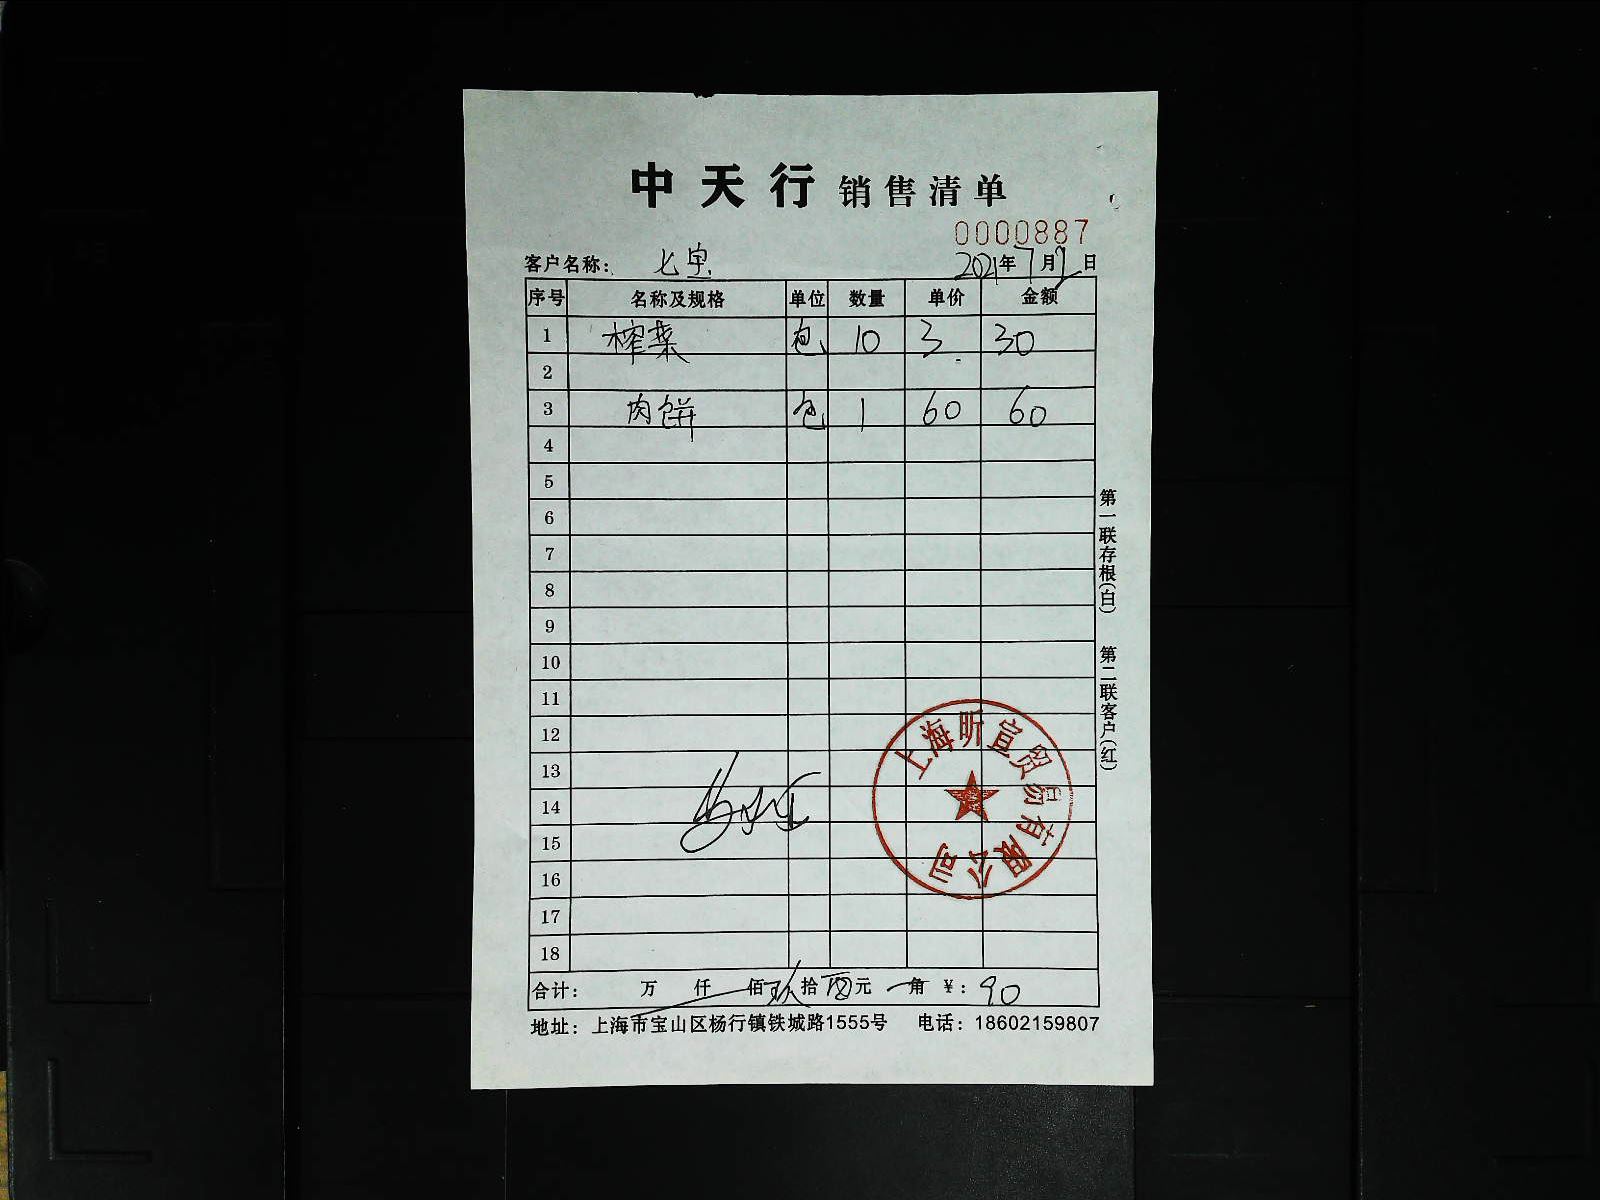 中天行 销售清单
0000887
客户名称： 七宝 2021年7月2日
序号 名称及规格 单位 数量 单价 金额
1 榨菜 包 10 3 30
2
3 肉饼 包 1 60 60
4
5
6
7
8
9
10
11
12
13
14
15
16
17
18
上海昕宣贸易有限公司
合计： 万 仟 佰 玖 拾 元 角 ￥：90
地址：上海市宝山区杨行镇铁城路1555号 电话：18602159807
第一联存根(白) 第二联客户(红)